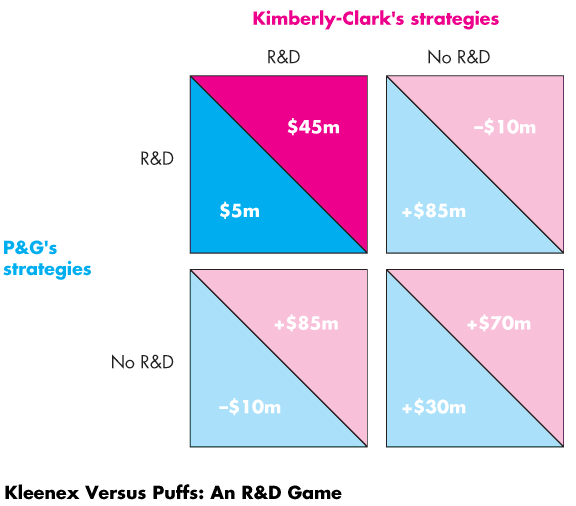 Kimberly-Clark's strategies
R&D
No R&D
R&D
$45m
$5m
–$10m
+$85m
P&G's
strategies
No R&D
+$85m
–$10m
+$70m
+$30m
Kleenex Versus Puffs: An R&D Game